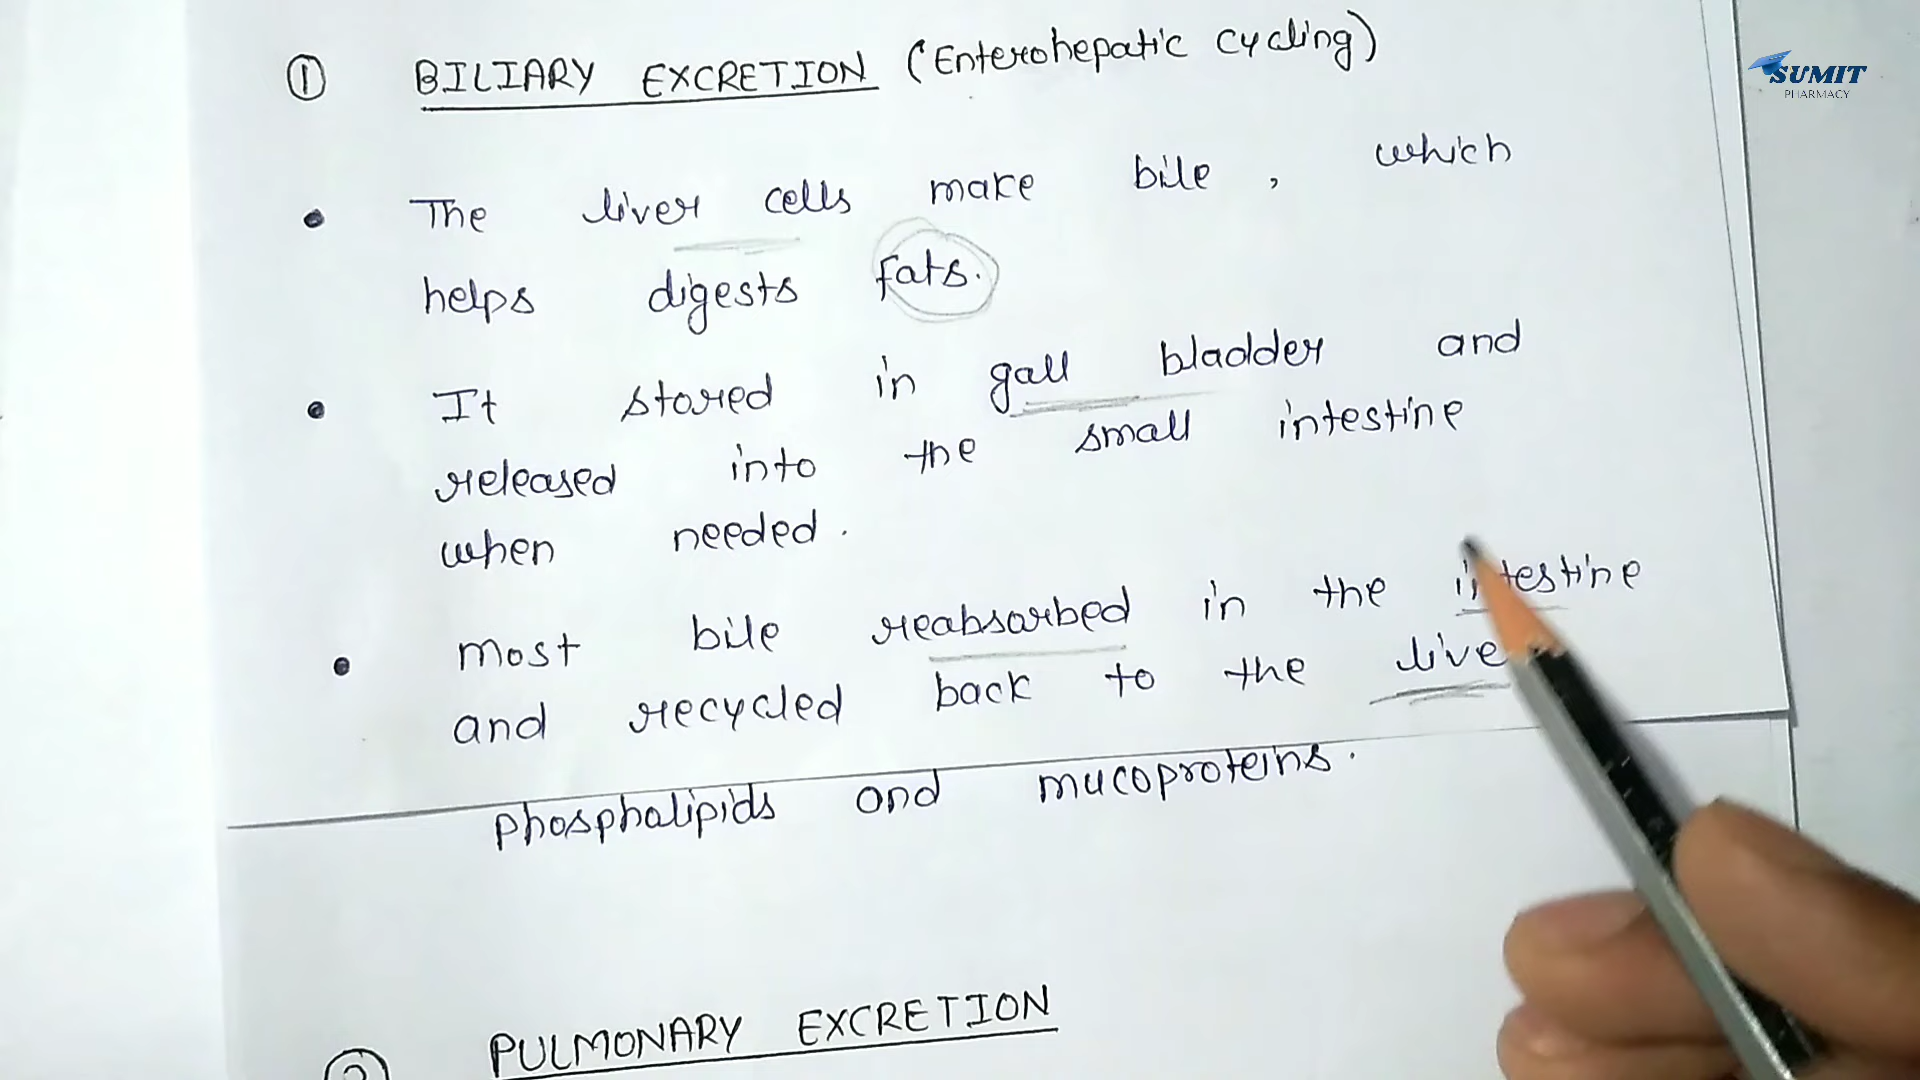 ① BILIARY EXCRETION (Enterohepatic cycling)
SUMIT
PHARMACY
• The liver cells make bile , which
helps digests fats.
• It stored in gall bladder and
released into the small intestine
when needed.
• most bile reabsorbed in the intestine
and recycled back to the live
phospholipids and mucoproteins.
② PULMONARY EXCRETION